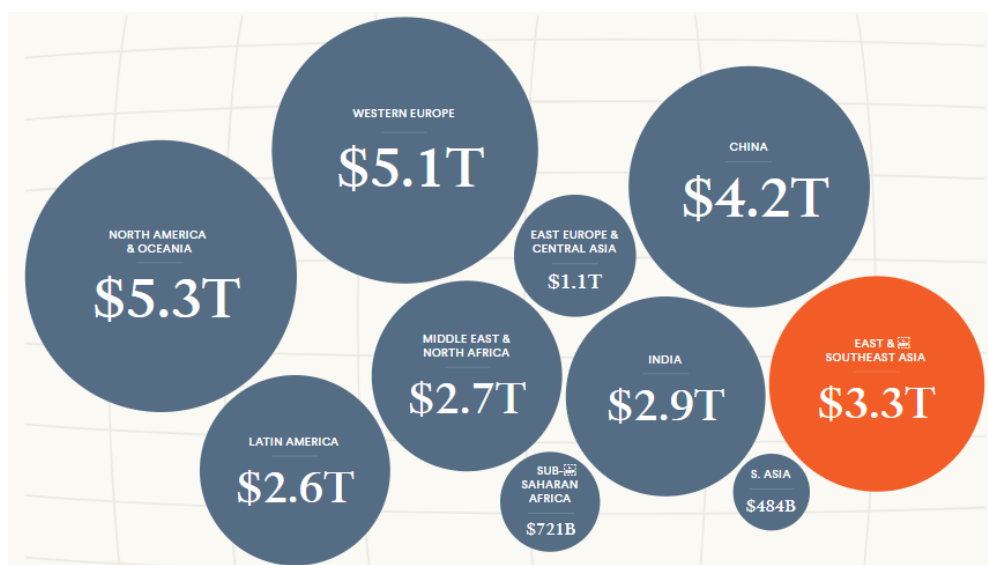 WESTERN EUROPE
$5.1T
CHINA
$4.2T
NORTH AMERICA
& OCEANIA
$5.3T
EAST EUROPE &
CENTRAL ASIA
$1.1T
MIDDLE EAST &
NORTH AFRICA
$2.7T
INDIA
$2.9T
EAST &
SOUTHEAST ASIA
$3.3T
LATIN AMERICA
$2.6T
SUB-
SAHARAN
AFRICA
$721B
S. ASIA
$484B